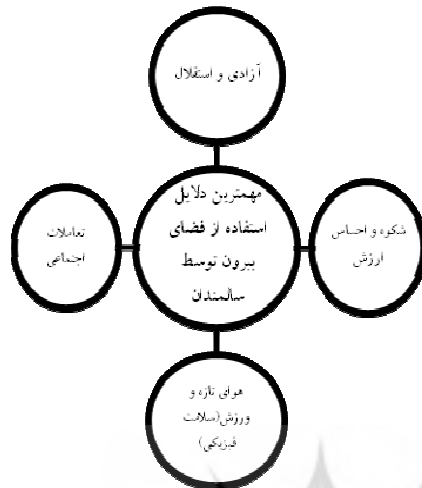 آزادی و استقلال
مهمترین دلایل
استفاده از فضای
بیرون توسط
سالمندان
شکوه و احساس
ارزش
تعاملات
اجتماعی
هوای تازه و
ورزش(سلامت
فیزیکی)